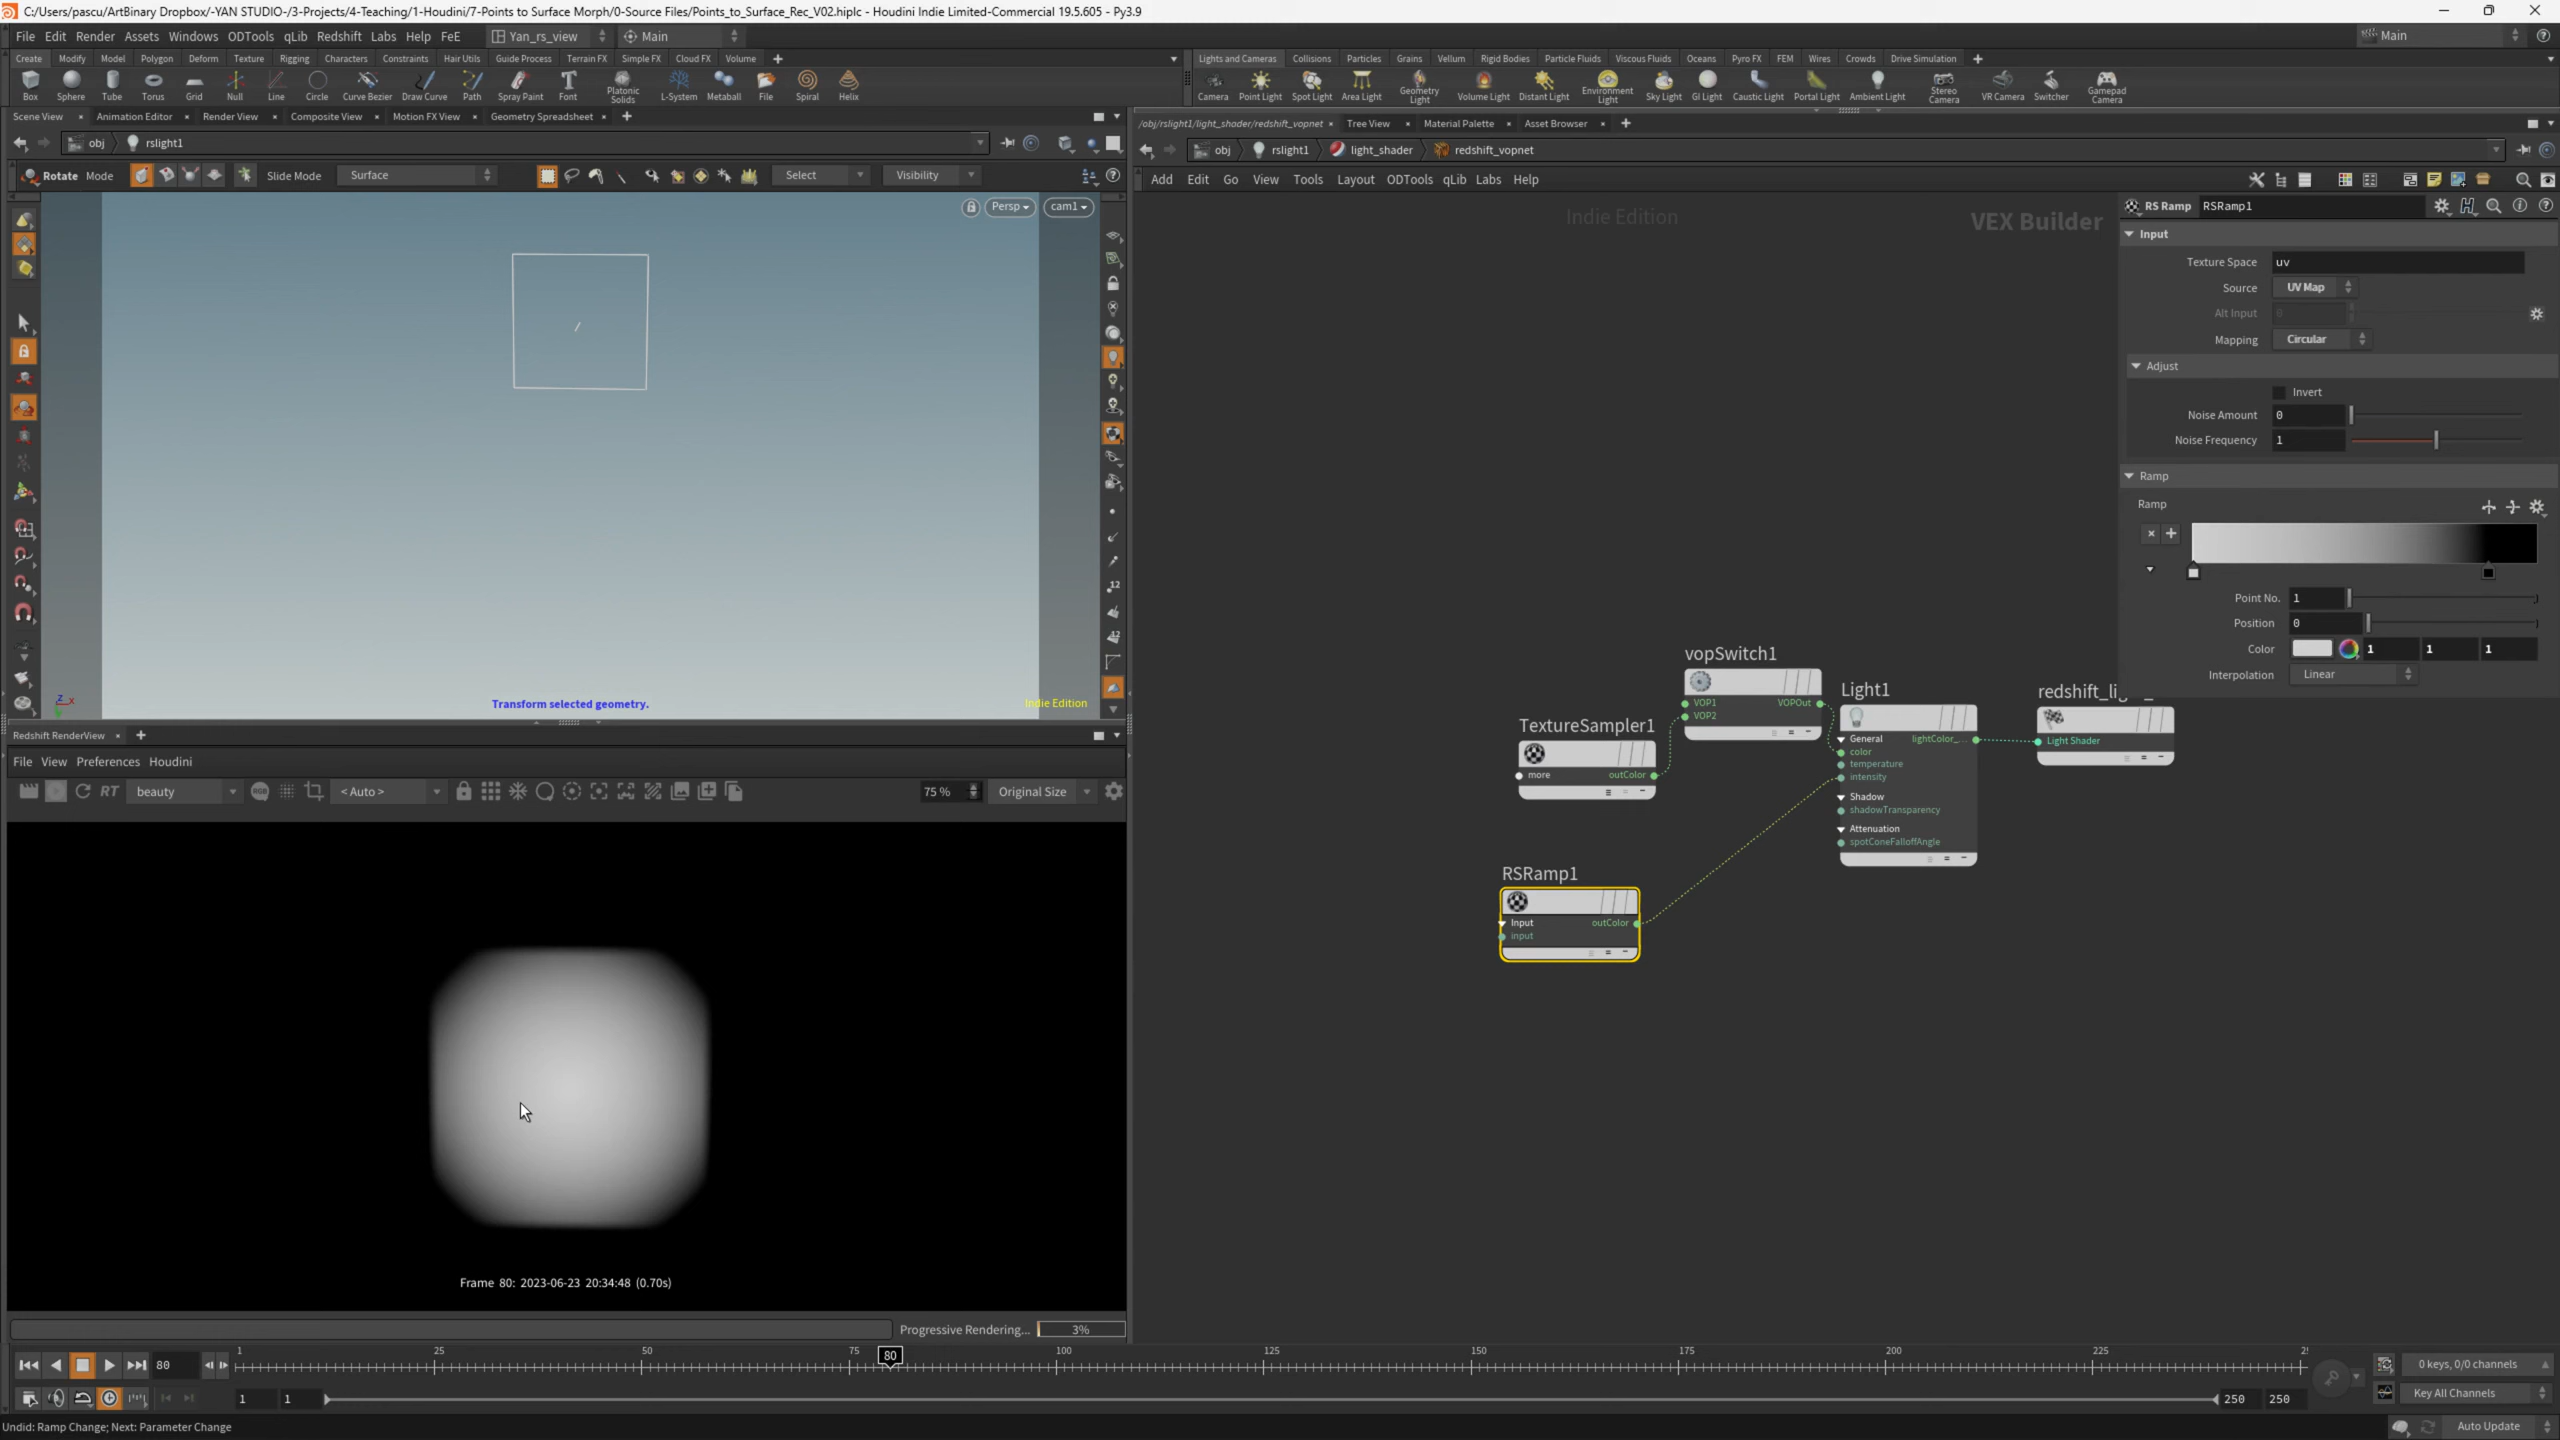 C:/Users/pascu/ArtBinary Dropbox/-YAN STUDIO-/3-Projects/4-Teaching/1-Houdini/7-Points to Surface Morph/0-Source Files/Points_to_Surface_Rec_V02.hiplc - Houdini Indie Limited-Commercial 19.5.605 - Py3.9
File Edit Render Assets Windows ODTools qLib Redshift Labs Help FeE Yan_rs_view Main Main
Create Modify Model Polygon Deform Texture Rigging Characters Constraints Hair Utils Guide Process Terrain FX Simple FX Cloud FX Volume
Lights and Cameras Collisions Particles Grains Vellum Rigid Bodies Particle Fluids Viscous Fluids Oceans Pyro FX FEM Wires Crowds Drive Simulation
Box Sphere Tube Torus Grid Null Line Circle Curve Bezier Draw Curve Path Spray Paint Font Platonic Solids L-System Metaball File Spiral Helix
Camera Point Light Spot Light Area Light Geometry Light Volume Light Distant Light Environment Light Sky Light GI Light Caustic Light Portal Light Ambient Light Stereo Camera VR Camera Switcher Gamepad Camera
Scene View Animation Editor Render View Composite View Motion FX View Geometry Spreadsheet
/obj/rslight1/light_shader/redshift_vopnet Tree View Material Palette Asset Browser
obj rslight1
obj rslight1 light_shader redshift_vopnet
Rotate Mode Slide Mode Surface Select Visibility
Add Edit Go View Tools Layout ODTools qLib Labs Help
Persp cam1
Indie Edition
VEX Builder
RS Ramp RSRamp1
Input
Texture Space uv
Source UV Map
Alt Input 0
Mapping Circular
Adjust
Invert
Noise Amount 0
Noise Frequency 1
Ramp
Ramp
Point No. 1
Position 0
Color 1 1 1
Interpolation Linear
12
12
Z x
Transform selected geometry.
Indie Edition
vopSwitch1
VOP1 VOPOut
VOP2
TextureSampler1
more outColor
Light1
General lightColor_...
color
temperature
intensity
Shadow
shadowTransparency
Attenuation
spotConeFalloffAngle
Light Shader
RSRamp1
Input outColor
input
Redshift RenderView
File View Preferences Houdini
RT beauty RGB < Auto > 75 % Original Size
Frame 80: 2023-06-23 20:34:48 (0.70s)
Progressive Rendering... 3%
80 1 25 50 75 80 100 125 150 175 200 225
0 keys, 0/0 channels
1 1 250 250
Key All Channels
Undid: Ramp Change; Next: Parameter Change
Auto Update